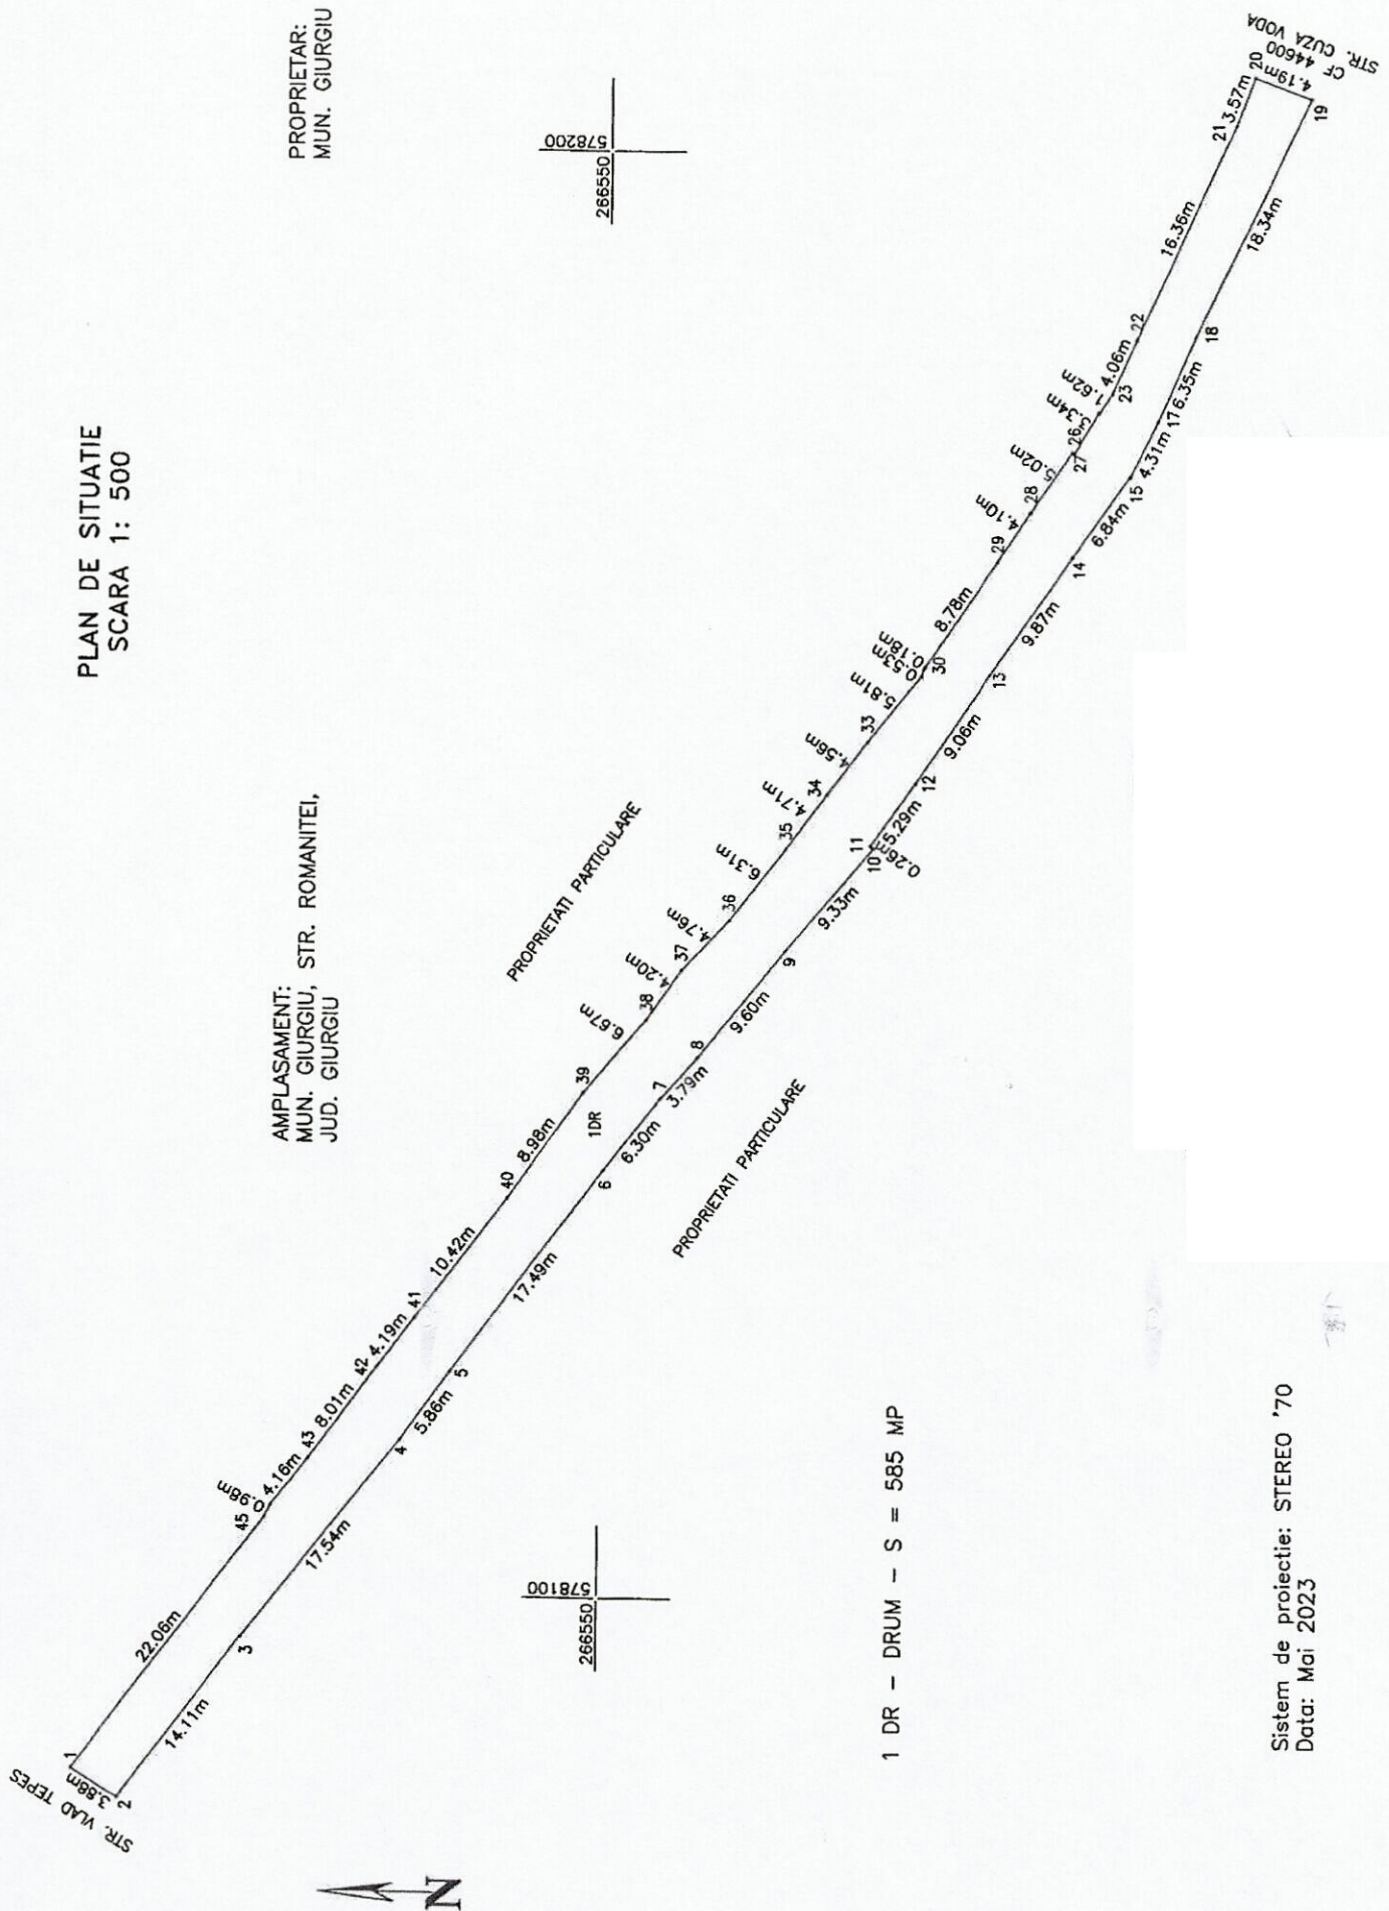 PLAN DE SITUATIE
SCARA 1: 500
PROPRIETAR:
MUN. GIURGIU
AMPLASAMENT:
MUN. GIURGIU, STR. ROMANITEI,
JUD. GIURGIU
STR. VLAD TEPES
3.88m
1
2
22.06m
14.11m
3
45
0.98m
4.16m
43
8.01m
42
4.19m
41
17.54m
4
5.86m
5
10.42m
40
17.49m
8.98m
39
1DR
6
6.30m
7
3.79m
8
6.67m
38
4.20m
37
4.76m
36
PROPRIETATI PARTICULARE
PROPRIETATI PARTICULARE
9.60m
9
9.33m
10
11
0.26m
5.29m
12
6.31m
35
4.71m
34
4.56m
33
5.81m
0.53m
0.18m
30
9.06m
13
9.87m
14
8.78m
29
4.10m
28
5.02m
27
26
3.34m
1.62m
23
4.06m
22
6.84m
15
4.31m
17
6.35m
18
16.36m
18.34m
21
3.57m
20
4.19m
19
CF 44600
STR. CUZA VODA
266550
578200
266550
578100
N
1 DR - DRUM - S = 585 MP
Sistem de proiectie: STEREO '70
Data: Mai 2023